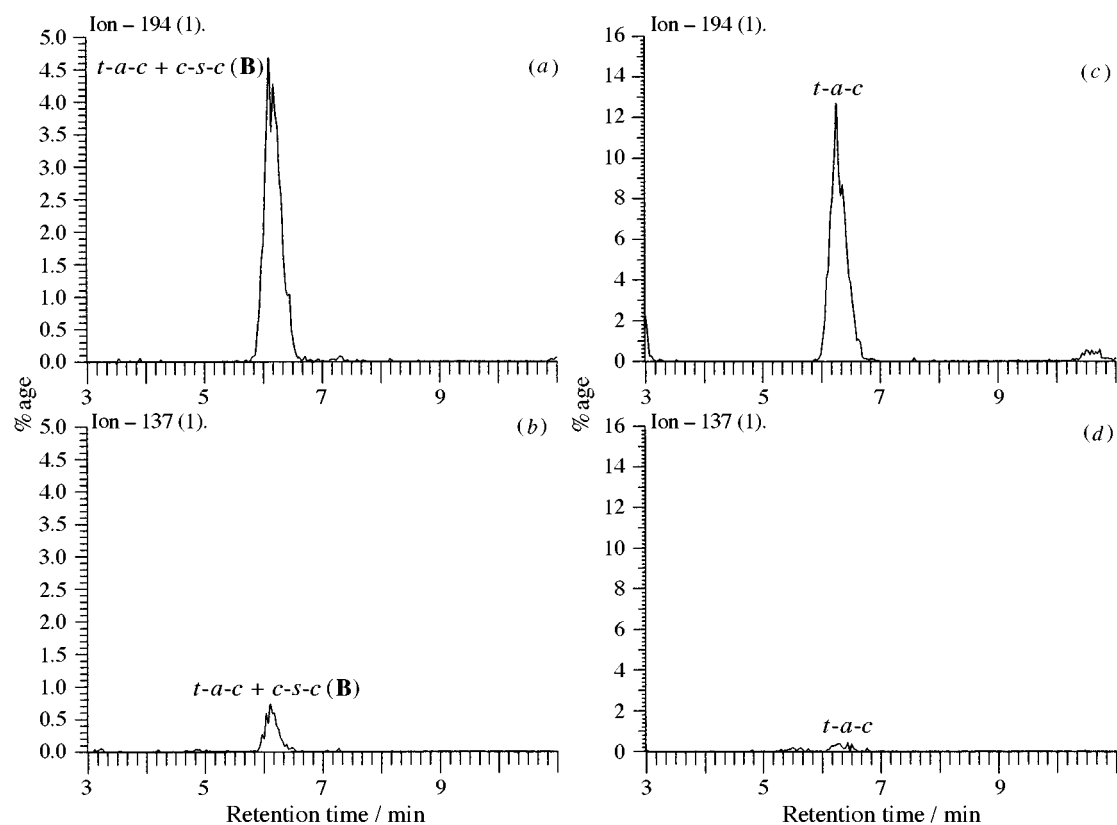 Ion – 194 (1).
5.0
4.5
4.0
3.5
3.0
2.5
2.0
1.5
1.0
0.5
0.0
t-a-c + c-s-c (B)
(a)
3 5 7 9
Ion – 194 (1).
16
14
12
10
8
6
4
2
0
t-a-c
(c)
3 5 7 9
%age
%age
Ion – 137 (1).
5.0
4.5
4.0
3.5
3.0
2.5
2.0
1.5
1.0
0.5
0.0
(b)
t-a-c + c-s-c (B)
3 5 7 9
Retention time / min
Ion – 137 (1).
16
14
12
10
8
6
4
2
0
(d)
t-a-c
3 5 7 9
Retention time / min